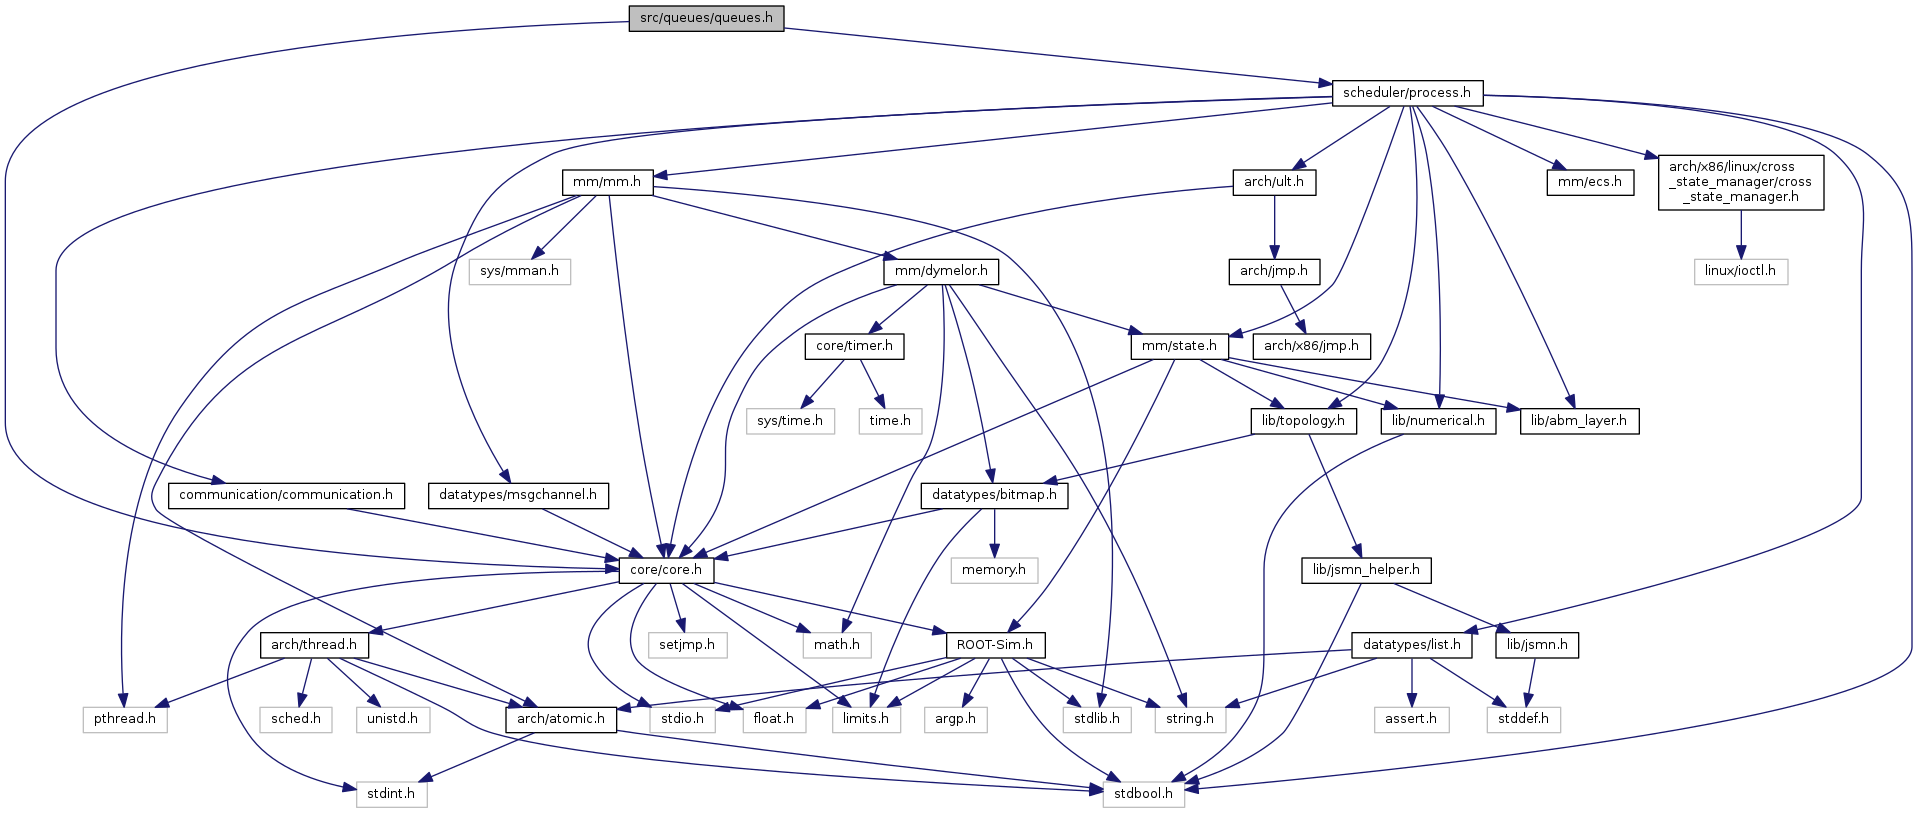 src/queues/queues.h
scheduler/process.h
mm/mm.h
arch/ult.h
mm/ecs.h
arch/x86/linux/cross
_state_manager/cross
_state_manager.h
sys/mman.h
mm/dymelor.h
arch/jmp.h
linux/ioctl.h
core/timer.h
mm/state.h
arch/x86/jmp.h
sys/time.h
time.h
lib/topology.h
lib/numerical.h
lib/abm_layer.h
communication/communication.h
datatypes/msgchannel.h
datatypes/bitmap.h
core/core.h
memory.h
lib/jsmn_helper.h
arch/thread.h
setjmp.h
math.h
ROOT-Sim.h
datatypes/list.h
lib/jsmn.h
pthread.h
sched.h
unistd.h
arch/atomic.h
stdio.h
float.h
limits.h
argp.h
stdlib.h
string.h
assert.h
stddef.h
stdint.h
stdbool.h